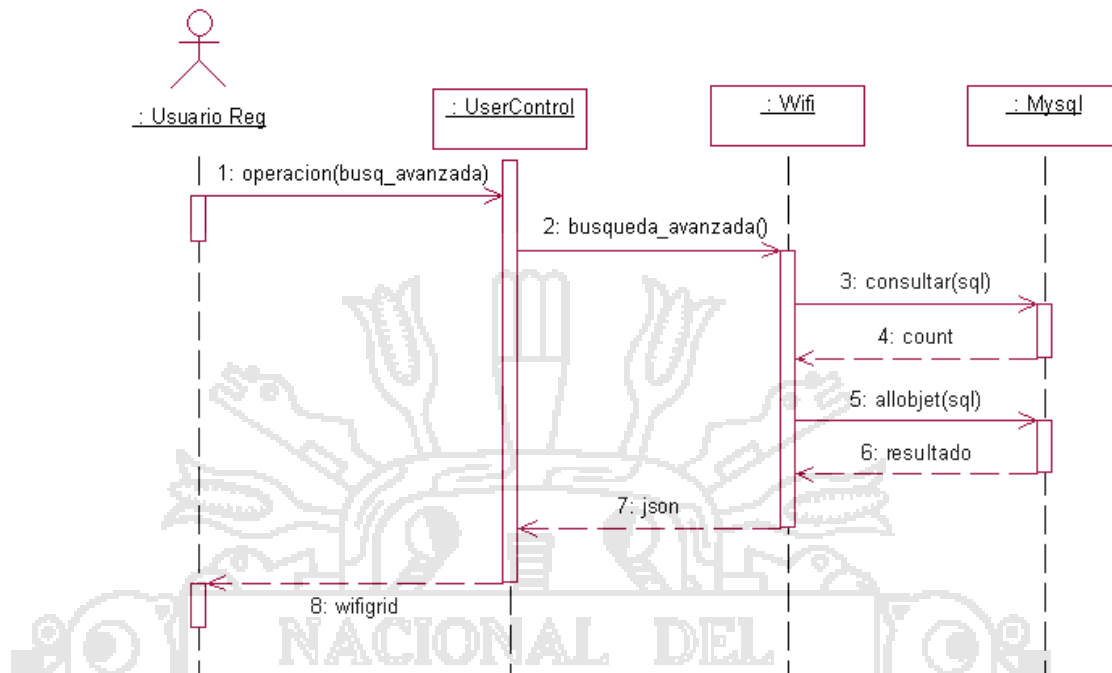 : Usuario Reg
: UserControl
: Wifi
: Mysql
1: operacion(busq_avanzada)
2: busqueda_avanzada()
3: consultar(sql)
4: count
5: allobjet(sql)
6: resultado
7: json
8: wifigrid
NACIONAL DEL